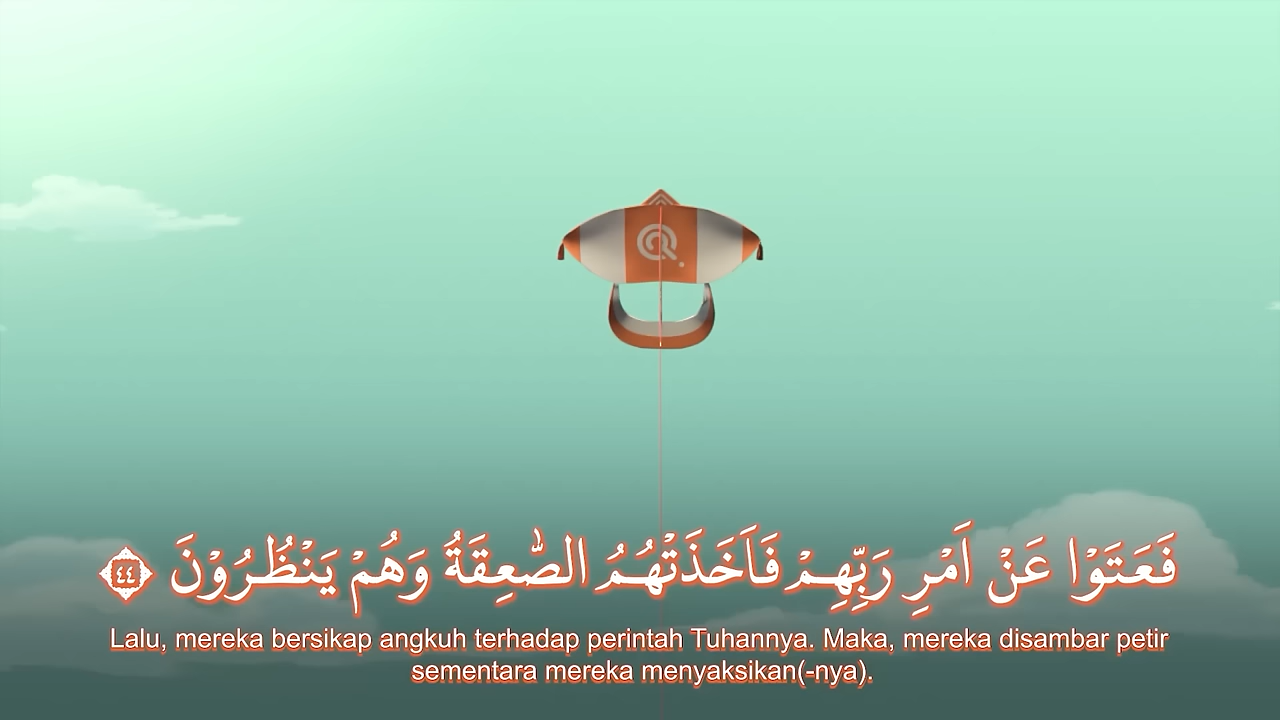 فَعَتَوْا عَنْ اَمْرِ رَبِّهِمْ فَاَخَذَتْهُمُ الصّٰعِقَةُ وَهُمْ يَنْظُرُوْنَ ٤٤
Lalu, mereka bersikap angkuh terhadap perintah Tuhannya. Maka, mereka disambar petir
sementara mereka menyaksikan(-nya).